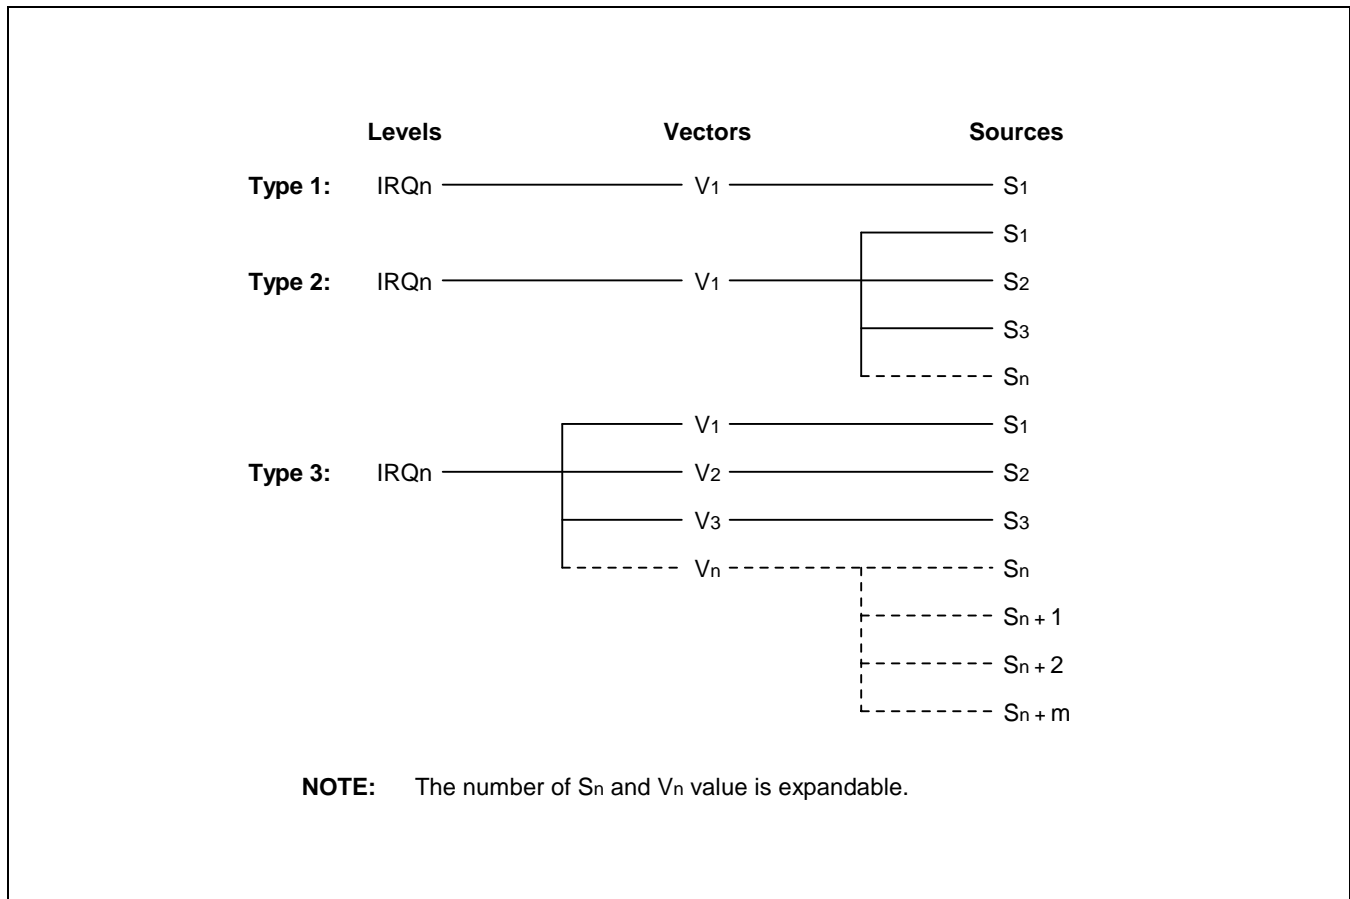 Levels Vectors Sources
Type 1: IRQn V1 S1
S1
Type 2: IRQn V1 S2
S3
Sn
V1 S1
Type 3: IRQn V2 S2
V3 S3
Vn Sn
Sn + 1
Sn + 2
Sn + m
NOTE: The number of Sn and Vn value is expandable.